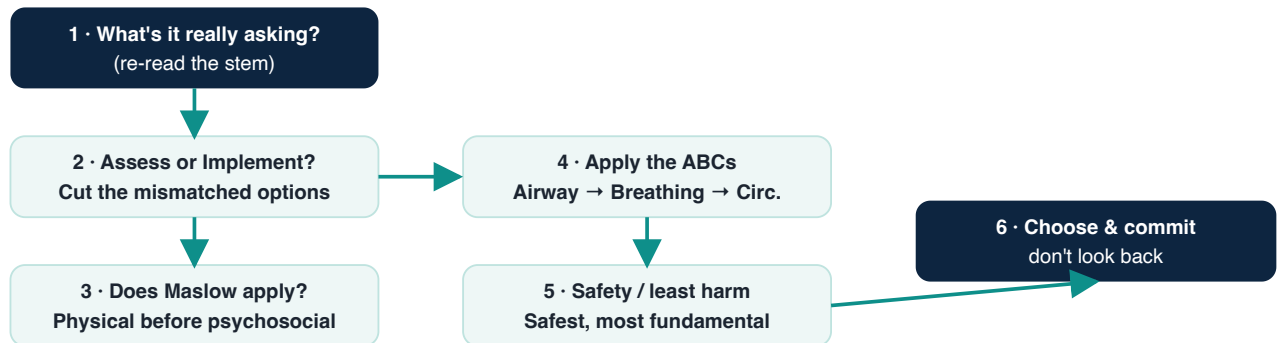 1 · What's it really asking?
(re-read the stem)
2 · Assess or Implement?
Cut the mismatched options
3 · Does Maslow apply?
Physical before psychosocial
4 · Apply the ABCs
Airway → Breathing → Circ.
5 · Safety / least harm
Safest, most fundamental
6 · Choose & commit
don't look back